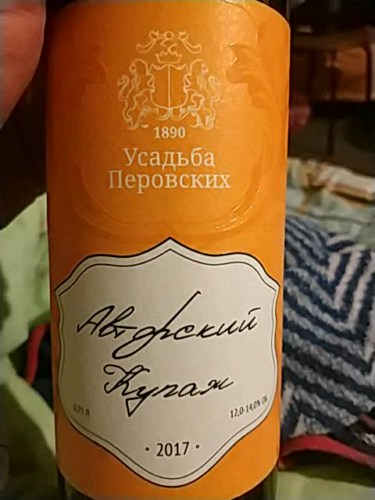 1890
Усадьба
Перовских
Авторский
Купаж
0,75 Л 12,0-14,0% Об
· 2017 ·